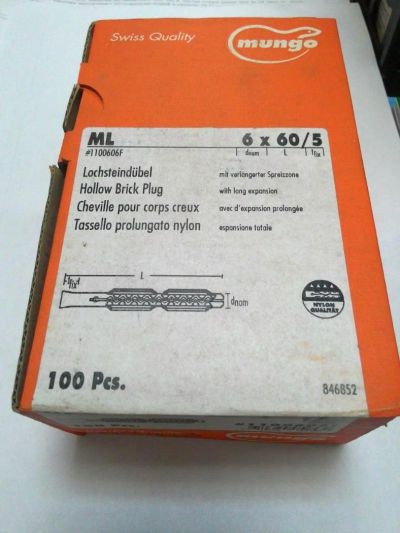 Swiss Quality
mungo
ML 6 x 60/5
#1100606F dnom L tfix
Lochsteindübel mit verlängerter Spreizzone
Hollow Brick Plug with long expansion
Cheville pour corps creux avec d'expansion prolongée
Tassello prolungato nylon espansione totale
L
tfix
dnom
NYLON
QUALITÄT
100 Pcs.
846852
mungo